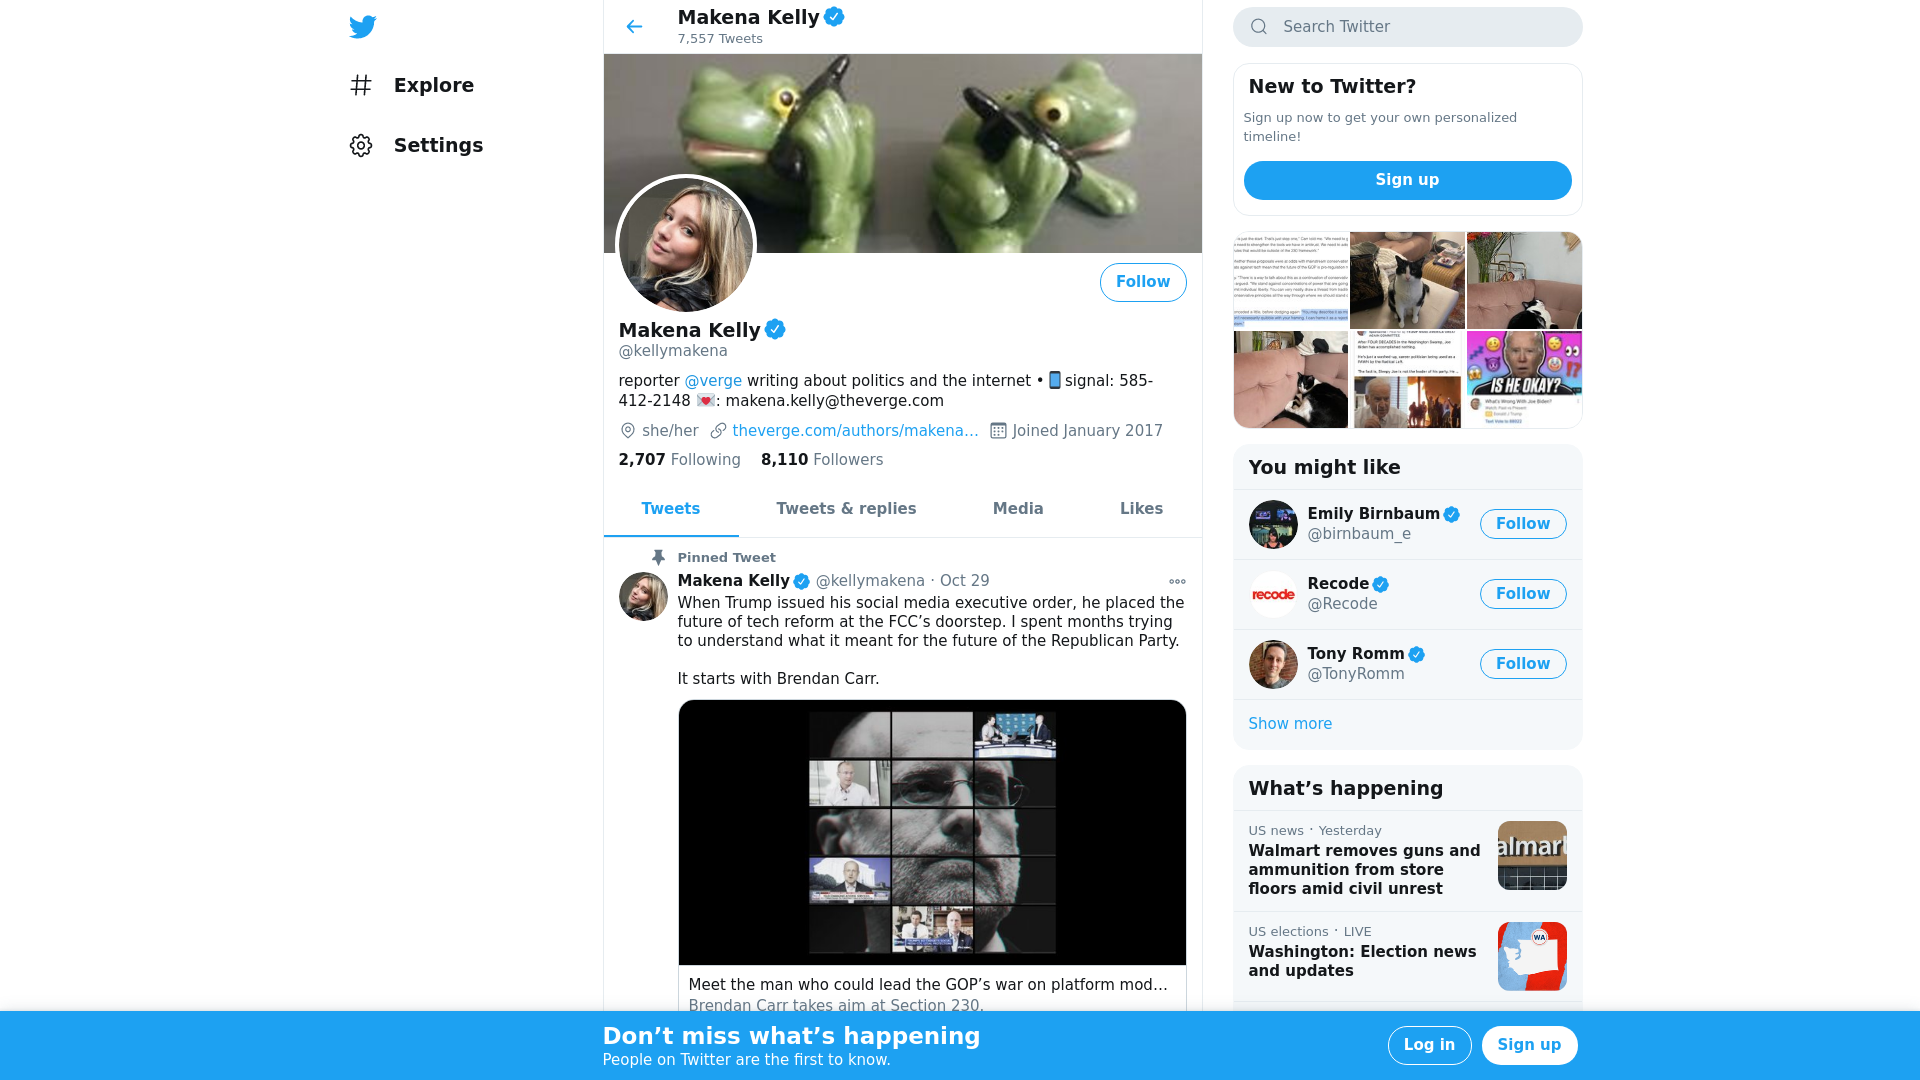 Explore
Settings
Makena Kelly
7,557 Tweets
Follow
Makena Kelly
@kellymakena
reporter @verge writing about politics and the internet • signal: 585-
412-2148 : makena.kelly@theverge.com
she/her theverge.com/authors/makena… Joined January 2017
2,707 Following 8,110 Followers
Tweets Tweets & replies Media Likes
Pinned Tweet
Makena Kelly @kellymakena · Oct 29
When Trump issued his social media executive order, he placed the
future of tech reform at the FCC’s doorstep. I spent months trying
to understand what it meant for the future of the Republican Party.
It starts with Brendan Carr.
Meet the man who could lead the GOP’s war on platform mod…
Brendan Carr takes aim at Section 230.
Search Twitter
New to Twitter?
Sign up now to get your own personalized
timeline!
Sign up
IS HE OKAY?
What's Wrong With Joe Biden?
You might like
Emily Birnbaum
@birnbaum_e
Follow
recode
Recode
@Recode
Follow
Tony Romm
@TonyRomm
Follow
Show more
What’s happening
US news · Yesterday
Walmart removes guns and
ammunition from store
floors amid civil unrest
almart
US elections · LIVE
Washington: Election news
and updates
WA
Don’t miss what’s happening
People on Twitter are the first to know.
Log in
Sign up